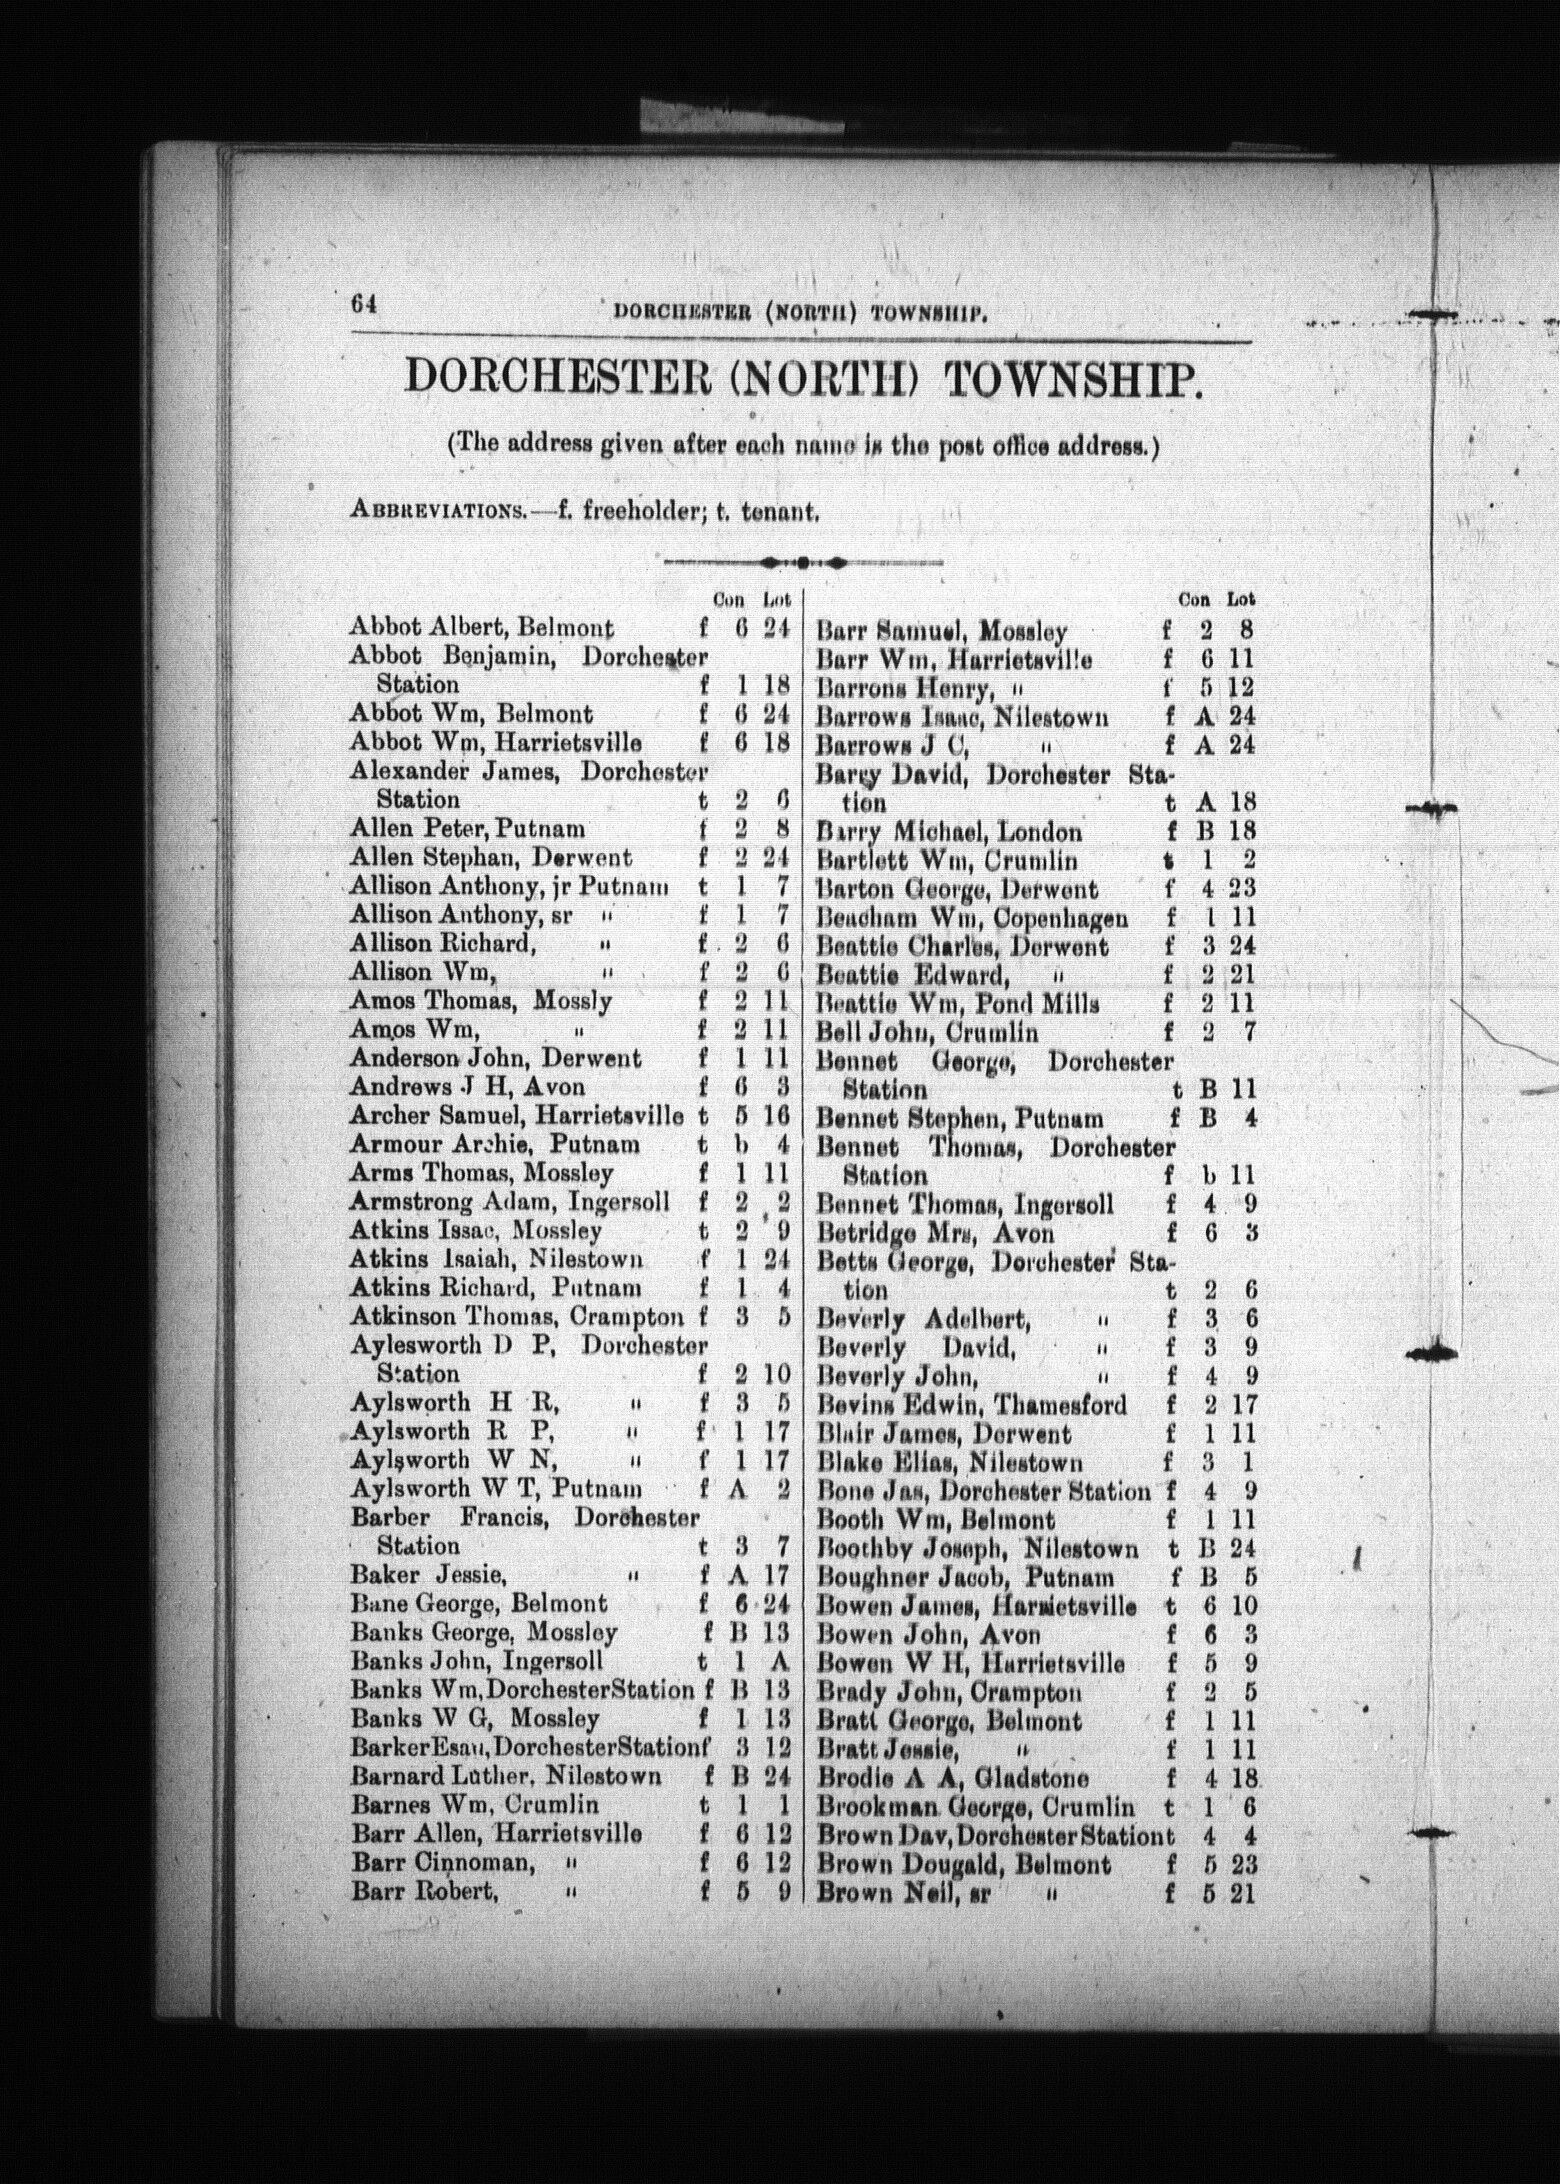 64
DORCHESTER (NORTH) TOWNSHIP.
DORCHESTER (NORTH) TOWNSHIP.
(The address given after each name is the post office address.)
ABBREVIATIONS.—f. freeholder; t. tenant.
Con Lot
Abbot Albert, Belmont f 6 24
Abbot Benjamin, Dorchester
Station f 1 18
Abbot Wm, Belmont f 6 24
Abbot Wm, Harrietsville f 6 18
Alexander James, Dorchester
Station t 2 6
Allen Peter, Putnam f 2 8
Allen Stephan, Derwent f 2 24
Allison Anthony, jr Putnam t 1 7
Allison Anthony, sr " f 1 7
Allison Richard, " f 2 6
Allison Wm, " f 2 6
Amos Thomas, Mossly f 2 11
Amos Wm, " f 2 11
Anderson John, Derwent f 1 11
Andrews J H, Avon f 6 3
Archer Samuel, Harrietsville t 5 16
Armour Archie, Putnam t b 4
Arms Thomas, Mossley f 1 11
Armstrong Adam, Ingersoll f 2 2
Atkins Issac, Mossley t 2 9
Atkins Isaiah, Nilestown f 1 24
Atkins Richard, Putnam f 1 4
Atkinson Thomas, Crampton f 3 5
Aylesworth D P, Dorchester
Station f 2 10
Aylsworth H R, " f 3 5
Aylsworth R P, " f 1 17
Aylsworth W N, " f 1 17
Aylsworth W T, Putnam f A 2
Barber Francis, Dorchester
Station t 3 7
Baker Jessie, " f A 17
Bane George, Belmont f 6 24
Banks George, Mossley f B 13
Banks John, Ingersoll t 1 A
Banks Wm, Dorchester Station f B 13
Banks W G, Mossley f 1 13
Barker Esau, Dorchester Station f 3 12
Barnard Luther, Nilestown f B 24
Barnes Wm, Crumlin t 1 1
Barr Allen, Harrietsville f 6 12
Barr Cinnoman, " f 6 12
Barr Robert, " f 5 9
Con Lot
Barr Samuel, Mossley f 2 8
Barr Wm, Harrietsville f 6 11
Barrons Henry, " f 5 12
Barrows Isaac, Nilestown f A 24
Barrows J C, " f A 24
Barry David, Dorchester Sta-
tion t A 18
Barry Michael, London f B 18
Bartlett Wm, Crumlin t 1 2
Barton George, Derwent f 4 23
Beacham Wm, Copenhagen f 1 11
Beattie Charles, Derwent f 3 24
Beattie Edward, " f 2 21
Beattie Wm, Pond Mills f 2 11
Bell John, Crumlin f 2 7
Bennet George, Dorchester
Station t B 11
Bennet Stephen, Putnam f B 4
Bennet Thomas, Dorchester
Station f b 11
Bennet Thomas, Ingersoll f 4 9
Betridge Mrs, Avon f 6 3
Betts George, Dorchester Sta-
tion t 2 6
Beverly Adelbert, " f 3 6
Beverly David, " f 3 9
Beverly John, " f 4 9
Bevins Edwin, Thamesford f 2 17
Blair James, Derwent f 1 11
Blake Elias, Nilestown f 3 1
Bone Jas, Dorchester Station f 4 9
Booth Wm, Belmont f 1 11
Boothby Joseph, Nilestown t B 24
Boughner Jacob, Putnam f B 5
Bowen James, Harrietsville t 6 10
Bowen John, Avon f 6 3
Bowen W H, Harrietsville f 5 9
Brady John, Crampton f 2 5
Bratt George, Belmont f 1 11
Bratt Jessie, " f 1 11
Brodie A A, Gladstone f 4 18
Brookman George, Crumlin t 1 6
Brown Dav, Dorchester Station t 4 4
Brown Dougald, Belmont f 5 23
Brown Neil, sr " f 5 21